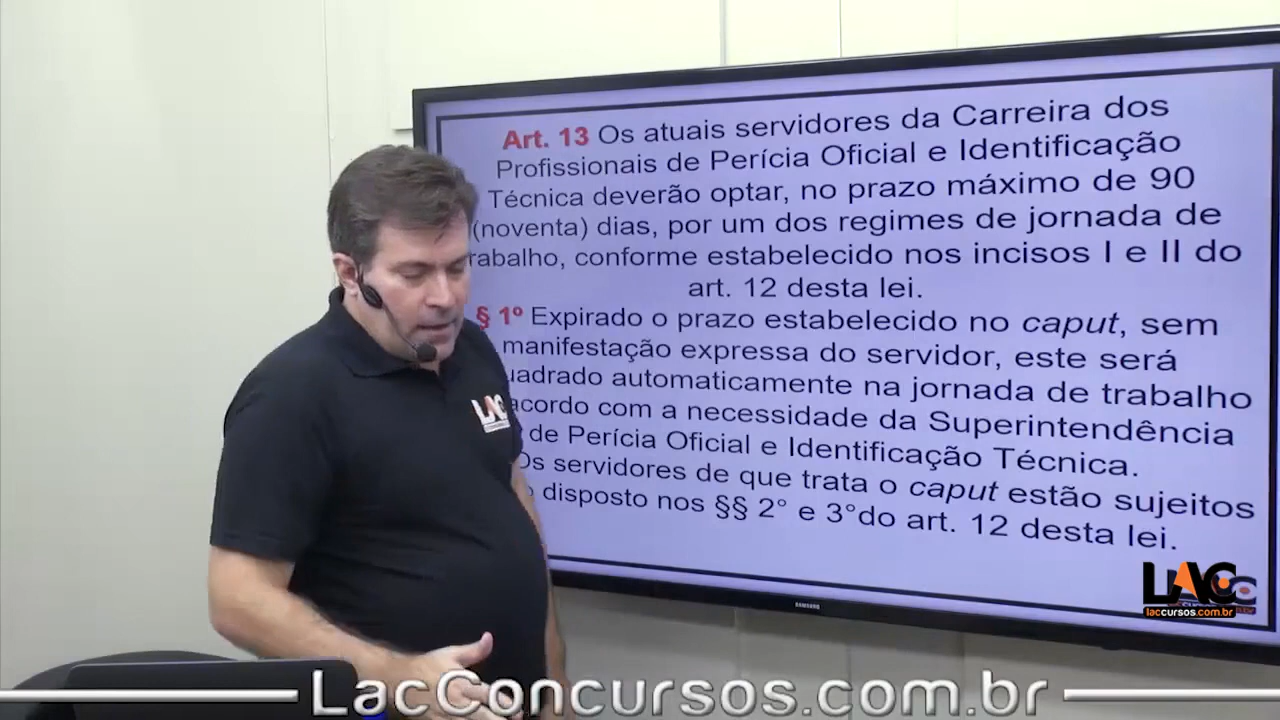 Art. 13 Os atuais servidores da Carreira dos
Profissionais de Perícia Oficial e Identificação
Técnica deverão optar, no prazo máximo de 90
(noventa) dias, por um dos regimes de jornada de
rabalho, conforme estabelecido nos incisos I e II do
art. 12 desta lei.
§ 1º Expirado o prazo estabelecido no caput, sem
manifestação expressa do servidor, este será
uadrado automaticamente na jornada de trabalho
acordo com a necessidade da Superintendência
de Perícia Oficial e Identificação Técnica.
Os servidores de que trata o caput estão sujeitos
disposto nos §§ 2° e 3°do art. 12 desta lei.
LAC
SAMSUNG
LAC
laccursos.com.br
LacConcursos.com.br